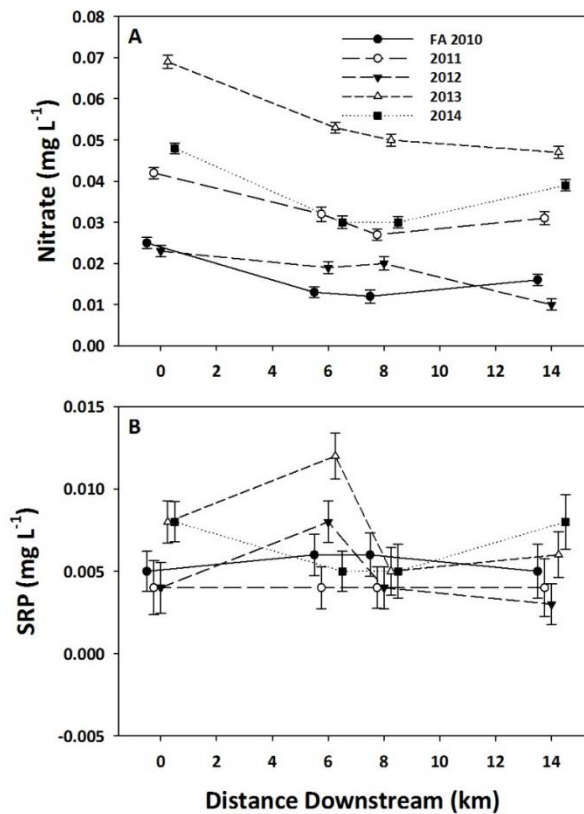 A
FA 2010
2011
2012
2013
2014
Nitrate (mg L-1)
0.08
0.07
0.06
0.05
0.04
0.03
0.02
0.01
0.00
0 2 4 6 8 10 12 14
B
SRP (mg L-1)
0.015
0.010
0.005
0.000
-0.005
0 2 4 6 8 10 12 14
Distance Downstream (km)